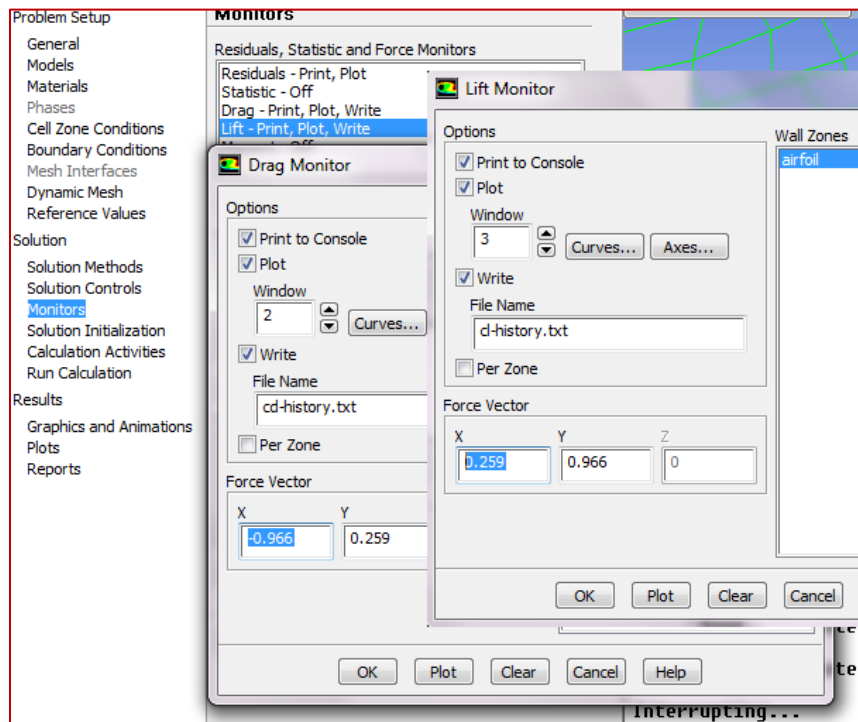 Problem Setup
General
Models
Materials
Phases
Cell Zone Conditions
Boundary Conditions
Mesh Interfaces
Dynamic Mesh
Reference Values
Solution
Solution Methods
Solution Controls
Monitors
Solution Initialization
Calculation Activities
Run Calculation
Results
Graphics and Animations
Plots
Reports
Monitors
Residuals, Statistic and Force Monitors
Residuals - Print, Plot
Statistic - Off
Drag - Print, Plot, Write
Lift - Print, Plot, Write
Drag Monitor
Options
Print to Console
Plot
Window
2
Curves...
Write
File Name
cd-history.txt
Per Zone
Force Vector
X Y
-0.966 0.259
OK Plot Clear Cancel Help
Lift Monitor
Options
Print to Console
Plot
Window
3 Curves... Axes...
Write
File Name
cl-history.txt
Per Zone
Force Vector
X Y Z
0.259 0.966 0
Wall Zones
airfoil
OK Plot Clear Cancel
Interrupting...